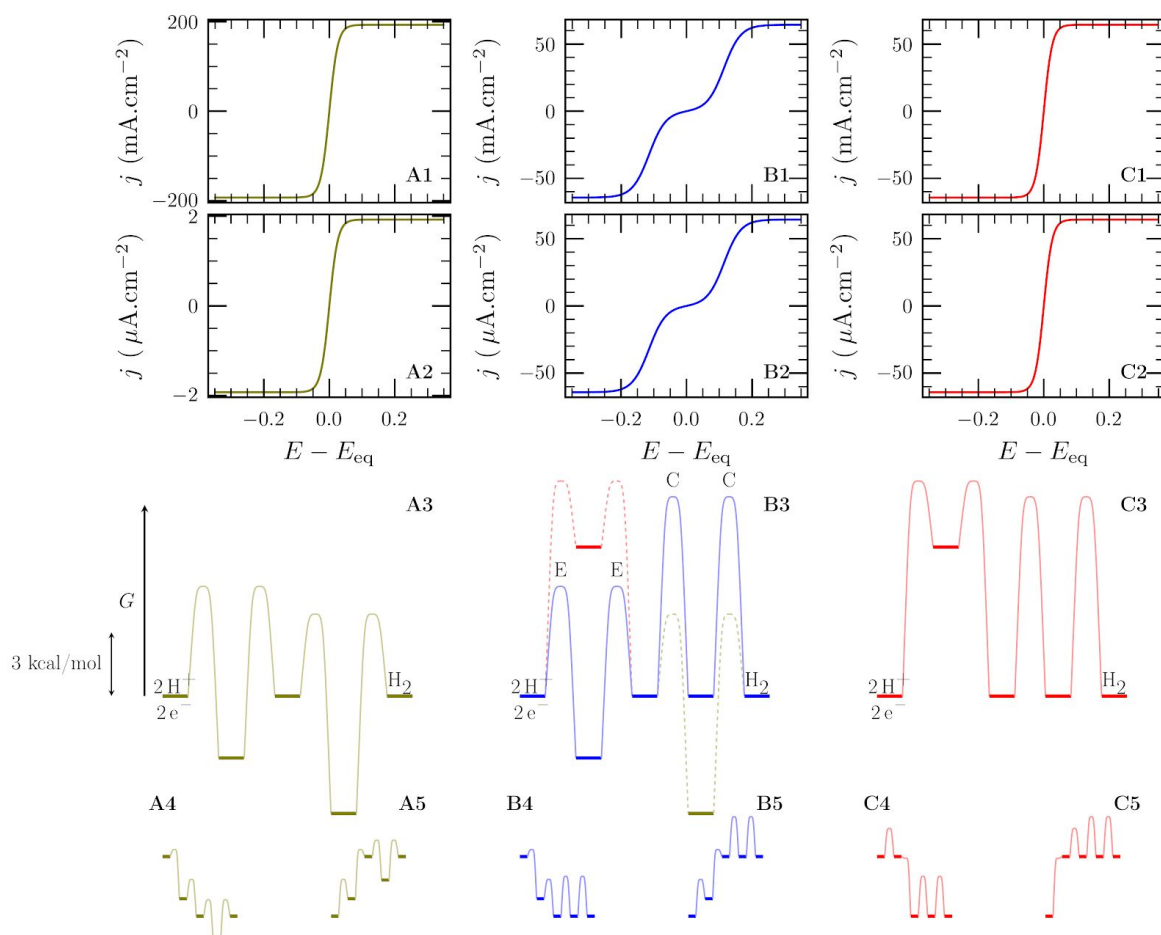 200
0
−200
j (mA.cm−2)
A1
50
0
−50
j (mA.cm−2)
B1
50
0
−50
j (mA.cm−2)
C1
2
0
−2
j (μA.cm−2)
A2
−0.2 0.0 0.2
E − Eeq
50
0
−50
j (μA.cm−2)
B2
−0.2 0.0 0.2
E − Eeq
50
0
−50
j (μA.cm−2)
C2
−0.2 0.0 0.2
E − Eeq
A3
G
3 kcal/mol
2 H+
2 e−
H2
C C
B3
E E
2 H+
2 e−
H2
C3
2 H+
2 e−
H2
A4 A5
B4 B5
C4 C5